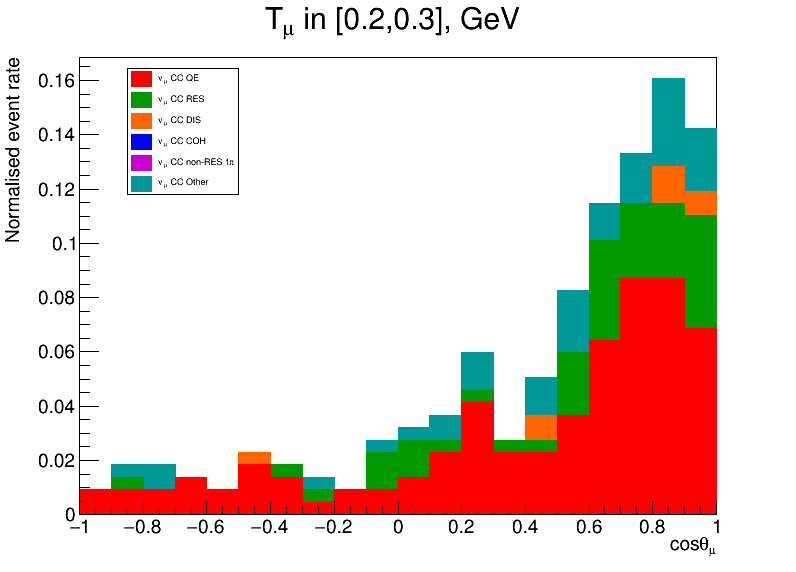 Tμ in [0.2,0.3], GeV
Normalised event rate
0.16
0.14
0.12
0.1
0.08
0.06
0.04
0.02
0
νμ CC QE
νμ CC RES
νμ CC DIS
νμ CC COH
νμ CC non-RES 1π
νμ CC Other
−1 −0.8 −0.6 −0.4 −0.2 0 0.2 0.4 0.6 0.8 1
cosθμ